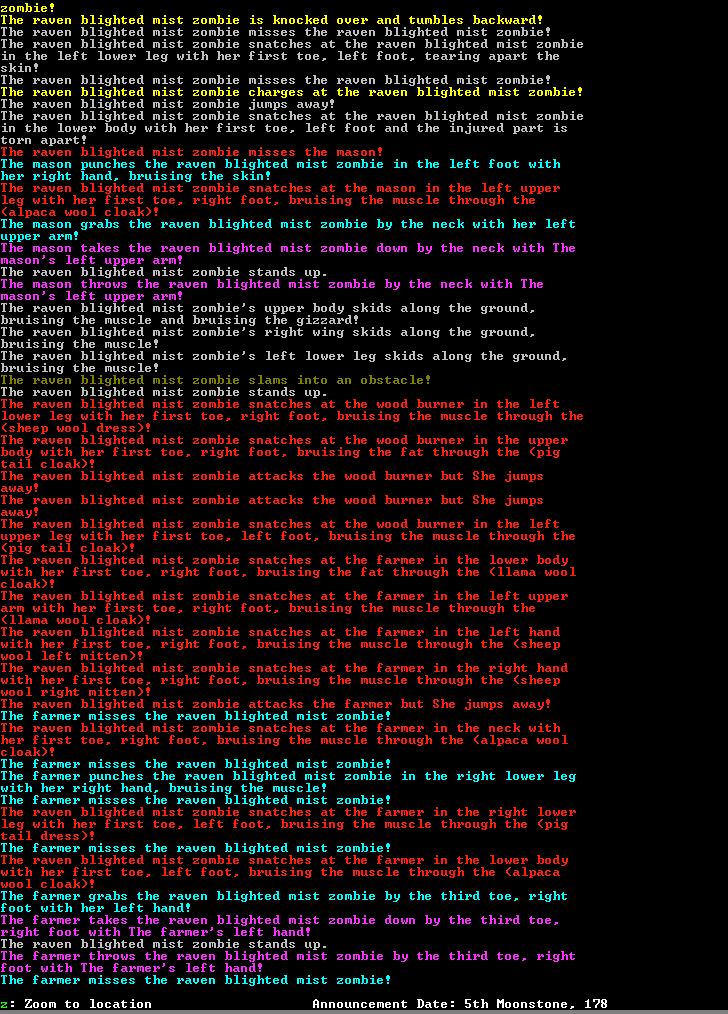 zombie!
The raven blighted mist zombie is knocked over and tumbles backward!
The raven blighted mist zombie misses the raven blighted mist zombie!
The raven blighted mist zombie snatches at the raven blighted mist zombie
in the left lower leg with her first toe, left foot, tearing apart the
skin!
The raven blighted mist zombie misses the raven blighted mist zombie!
The raven blighted mist zombie charges at the raven blighted mist zombie!
The raven blighted mist zombie jumps away!
The raven blighted mist zombie snatches at the raven blighted mist zombie
in the lower body with her first toe, left foot and the injured part is
torn apart!
The raven blighted mist zombie misses the mason!
The mason punches the raven blighted mist zombie in the left foot with
her right hand, bruising the skin!
The raven blighted mist zombie snatches at the mason in the left upper
leg with her first toe, right foot, bruising the muscle through the
(alpaca wool cloak)!
The mason grabs the raven blighted mist zombie by the neck with her left
upper arm!
The mason takes the raven blighted mist zombie down by the neck with The
mason's left upper arm!
The raven blighted mist zombie stands up.
The mason throws the raven blighted mist zombie by the neck with The
mason's left upper arm!
The raven blighted mist zombie's upper body skids along the ground,
bruising the muscle and bruising the gizzard!
The raven blighted mist zombie's right wing skids along the ground,
bruising the muscle!
The raven blighted mist zombie's left lower leg skids along the ground,
bruising the muscle!
The raven blighted mist zombie slams into an obstacle!
The raven blighted mist zombie stands up.
The raven blighted mist zombie snatches at the wood burner in the left
lower leg with her first toe, right foot, bruising the muscle through the
(sheep wool dress)!
The raven blighted mist zombie snatches at the wood burner in the upper
body with her first toe, right foot, bruising the fat through the (pig
tail cloak)!
The raven blighted mist zombie attacks the wood burner but She jumps
away!
The raven blighted mist zombie attacks the wood burner but She jumps
away!
The raven blighted mist zombie snatches at the wood burner in the left
upper leg with her first toe, left foot, bruising the muscle through the
(pig tail cloak)!
The raven blighted mist zombie snatches at the farmer in the lower body
with her first toe, right foot, bruising the fat through the (llama wool
cloak)!
The raven blighted mist zombie snatches at the farmer in the left upper
arm with her first toe, right foot, bruising the muscle through the
(llama wool cloak)!
The raven blighted mist zombie snatches at the farmer in the left hand
with her first toe, right foot, bruising the muscle through the (sheep
wool left mitten)!
The raven blighted mist zombie snatches at the farmer in the right hand
with her first toe, right foot, bruising the muscle through the (sheep
wool right mitten)!
The raven blighted mist zombie attacks the farmer but She jumps away!
The farmer misses the raven blighted mist zombie!
The raven blighted mist zombie snatches at the farmer in the neck with
her first toe, right foot, bruising the muscle through the (alpaca wool
cloak)!
The farmer misses the raven blighted mist zombie!
The farmer punches the raven blighted mist zombie in the right lower leg
with her right hand, bruising the muscle!
The farmer misses the raven blighted mist zombie!
The raven blighted mist zombie snatches at the farmer in the right lower
leg with her first toe, left foot, bruising the muscle through the (pig
tail dress)!
The farmer misses the raven blighted mist zombie!
The raven blighted mist zombie snatches at the farmer in the lower body
with her first toe, left foot, bruising the muscle through the (alpaca
wool cloak)!
The farmer grabs the raven blighted mist zombie by the third toe, right
foot with her left hand!
The farmer takes the raven blighted mist zombie down by the third toe,
right foot with The farmer's left hand!
The raven blighted mist zombie stands up.
The farmer throws the raven blighted mist zombie by the third toe, right
foot with The farmer's left hand!
The farmer misses the raven blighted mist zombie!
z: Zoom to location Announcement Date: 5th Moonstone, 178